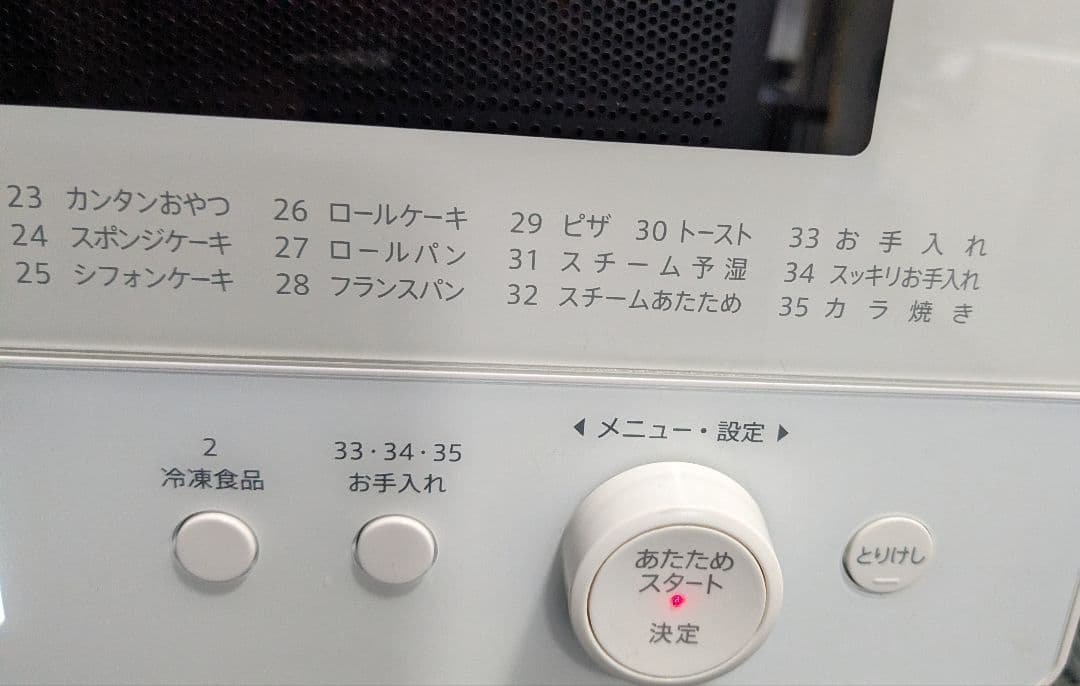 23 カンタンおやつ
24 スポンジケーキ
25 シフォンケーキ
26 ロールケーキ
27 ロールパン
28 フランスパン
29 ピザ 30 トースト
31 スチーム予湿
32 スチームあたため
33 お手入れ
34 スッキリお手入れ
35 カラ焼き
2
冷凍食品
33・34・35
お手入れ
◀ メニュー・設定 ▶
あたため
スタート
決定
とりけし